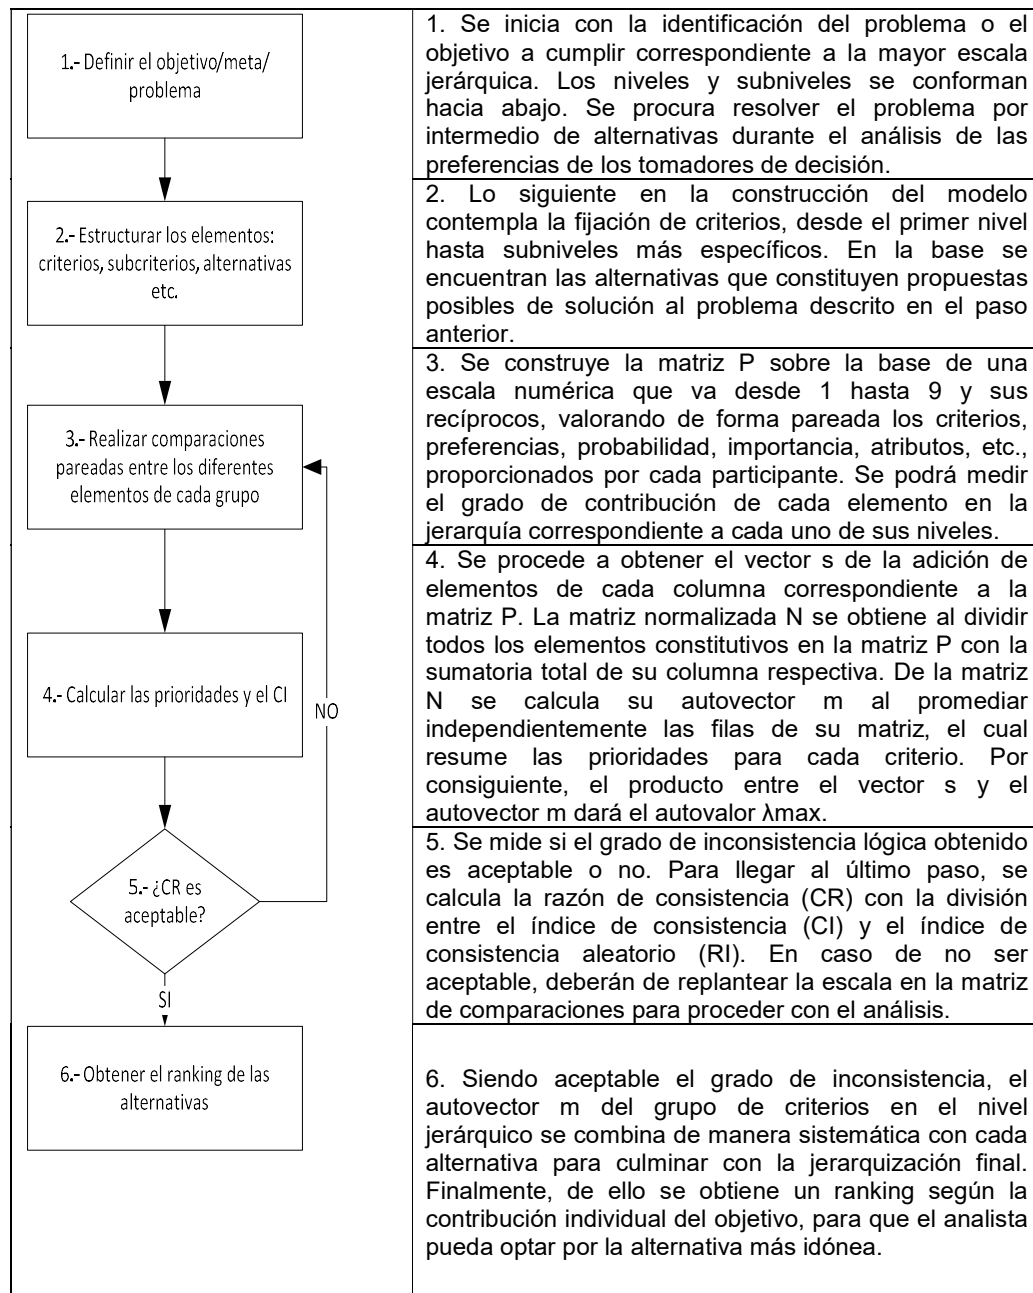 1.- Definir el objetivo/meta/
problema
1. Se inicia con la identificación del problema o el
objetivo a cumplir correspondiente a la mayor escala
jerárquica. Los niveles y subniveles se conforman
hacia abajo. Se procura resolver el problema por
intermedio de alternativas durante el análisis de las
preferencias de los tomadores de decisión.
2.- Estructurar los elementos:
criterios, subcriterios, alternativas
etc.
2. Lo siguiente en la construcción del modelo
contempla la fijación de criterios, desde el primer nivel
hasta subniveles más específicos. En la base se
encuentran las alternativas que constituyen propuestas
posibles de solución al problema descrito en el paso
anterior.
3.- Realizar comparaciones
pareadas entre los diferentes
elementos de cada grupo
3. Se construye la matriz P sobre la base de una
escala numérica que va desde 1 hasta 9 y sus
recíprocos, valorando de forma pareada los criterios,
preferencias, probabilidad, importancia, atributos, etc.,
proporcionados por cada participante. Se podrá medir
el grado de contribución de cada elemento en la
jerarquía correspondiente a cada uno de sus niveles.
4.- Calcular las prioridades y el CI
NO
4. Se procede a obtener el vector s de la adición de
elementos de cada columna correspondiente a la
matriz P. La matriz normalizada N se obtiene al dividir
todos los elementos constitutivos en la matriz P con la
sumatoria total de su columna respectiva. De la matriz
N se calcula su autovector m al promediar
independientemente las filas de su matriz, el cual
resume las prioridades para cada criterio. Por
consiguiente, el producto entre el vector s y el
autovector m dará el autovalor λmax.
5.- ¿CR es
aceptable?
SI
5. Se mide si el grado de inconsistencia lógica obtenido
es aceptable o no. Para llegar al último paso, se
calcula la razón de consistencia (CR) con la división
entre el índice de consistencia (CI) y el índice de
consistencia aleatorio (RI). En caso de no ser
aceptable, deberán de replantear la escala en la matriz
de comparaciones para proceder con el análisis.
6.- Obtener el ranking de las
alternativas
6. Siendo aceptable el grado de inconsistencia, el
autovector m del grupo de criterios en el nivel
jerárquico se combina de manera sistemática con cada
alternativa para culminar con la jerarquización final.
Finalmente, de ello se obtiene un ranking según la
contribución individual del objetivo, para que el analista
pueda optar por la alternativa más idónea.